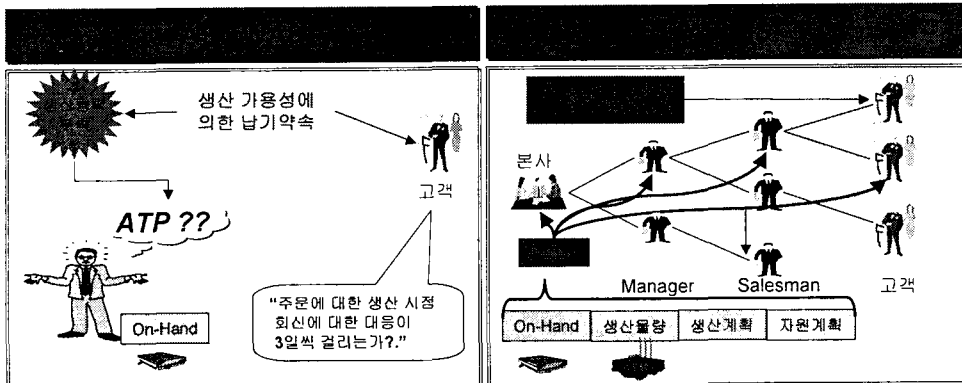 생산 가용성에
의한 납기약속
고객
ATP ??
"주문에 대한 생산 시점
회신에 대한 대응이
3일씩 걸리는가?."
On-Hand
본사
Manager
Salesman
고객
On-Hand
생산물량
생산계획
자원계획